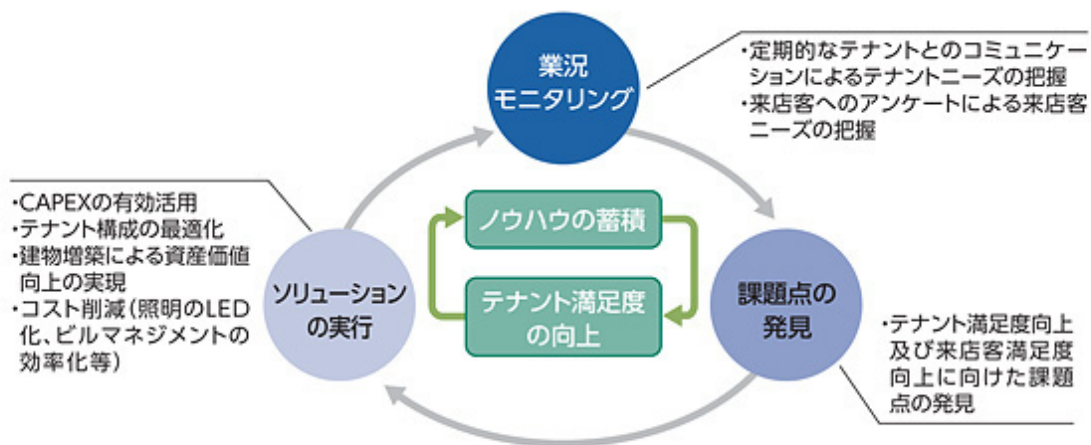 業況
モニタリング
・定期的なテナントとのコミュニケー
ションによるテナントニーズの把握
・来店客へのアンケートによる来店客
ニーズの把握
・CAPEXの有効活用
・テナント構成の最適化
・建物増築による資産価値
向上の実現
・コスト削減（照明のLED
化、ビルマネジメントの
効率化等）
ソリューション
の実行
ノウハウの蓄積
テナント満足度
の向上
課題点の
発見
・テナント満足度向上
及び来店客満足度
向上に向けた課題
点の発見